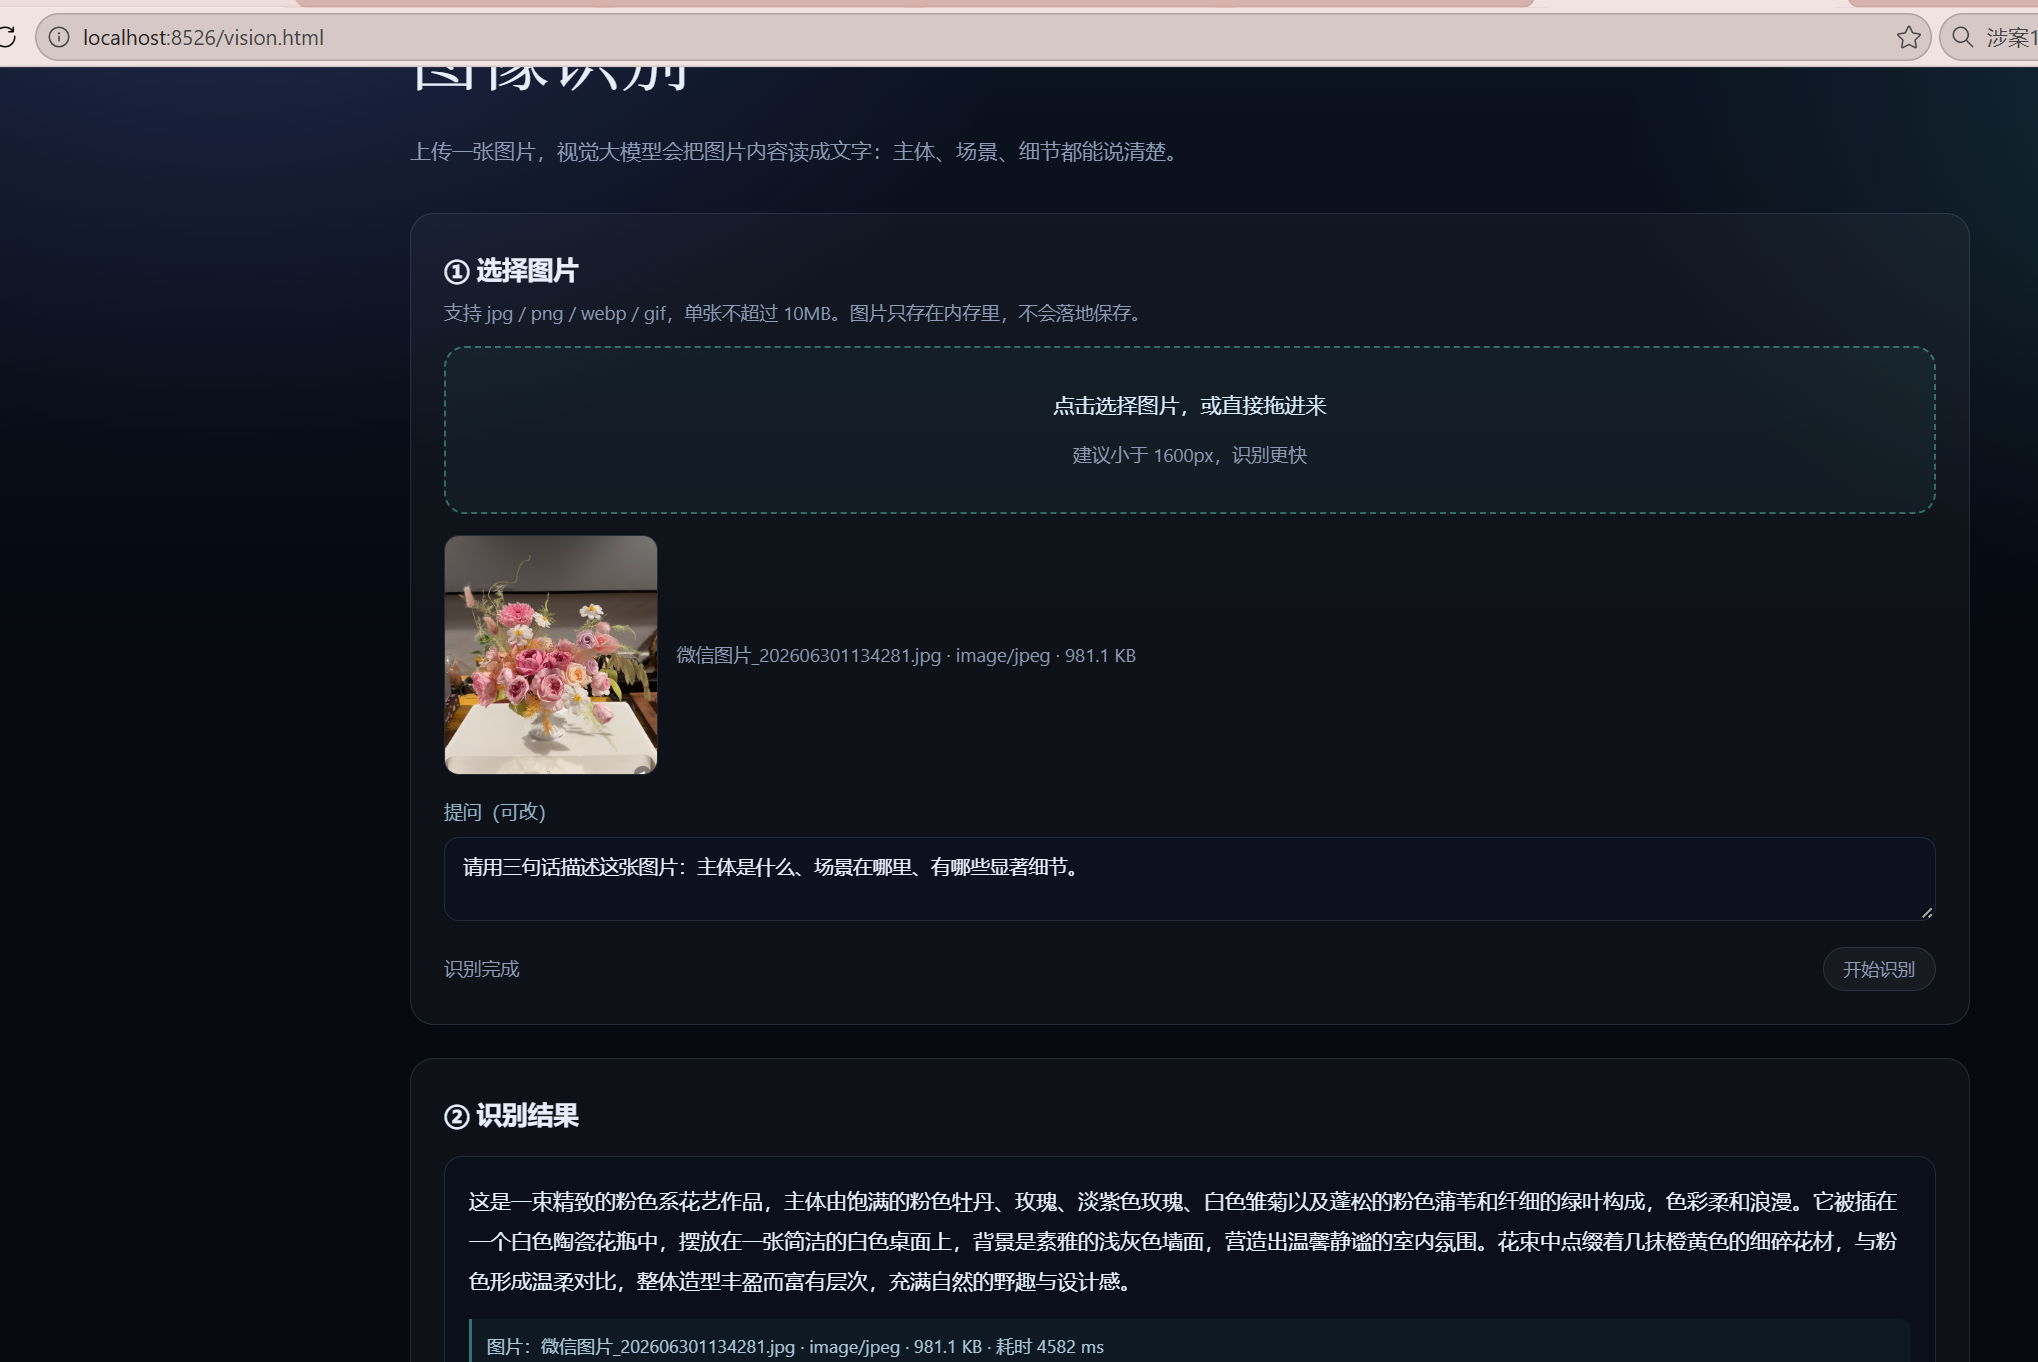 localhost:8526/vision.html
涉案1
图像识别
上传一张图片，视觉大模型会把图片内容读成文字：主体、场景、细节都能说清楚。
① 选择图片
支持 jpg / png / webp / gif，单张不超过 10MB。图片只存在内存里，不会落地保存。
点击选择图片，或直接拖进来
建议小于 1600px，识别更快
微信图片_202606301134281.jpg · image/jpeg · 981.1 KB
提问（可改）
请用三句话描述这张图片：主体是什么、场景在哪里、有哪些显著细节。
识别完成
开始识别
② 识别结果
这是一束精致的粉色系花艺作品，主体由饱满的粉色牡丹、玫瑰、淡紫色玫瑰、白色雏菊以及蓬松的粉色蒲苇和纤细的绿叶构成，色彩柔和浪漫。它被插在
一个白色陶瓷花瓶中，摆放在一张简洁的白色桌面上，背景是素雅的浅灰色墙面，营造出温馨静谧的室内氛围。花束中点缀着几抹橙黄色的细碎花材，与粉
色形成温柔对比，整体造型丰盈而富有层次，充满自然的野趣与设计感。
图片：微信图片_202606301134281.jpg · image/jpeg · 981.1 KB · 耗时 4582 ms